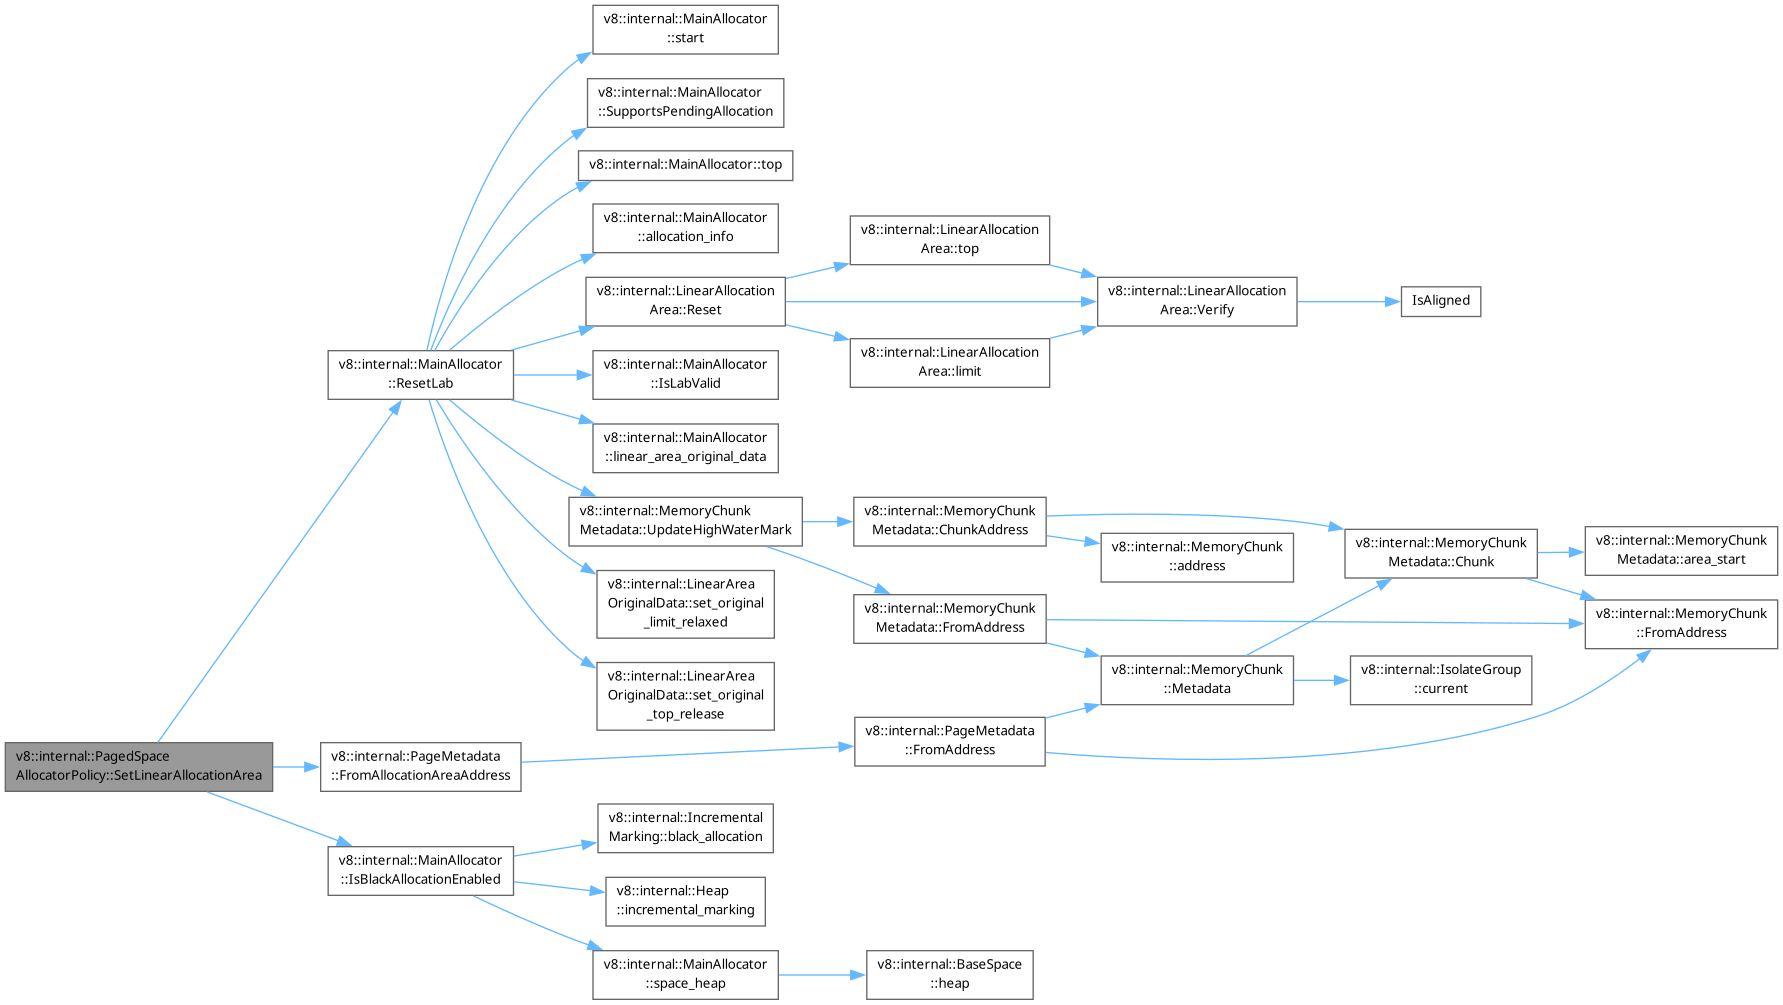 v8::internal::MainAllocator
::start
v8::internal::MainAllocator
::SupportsPendingAllocation
v8::internal::MainAllocator::top
v8::internal::MainAllocator
::allocation_info
v8::internal::LinearAllocation
Area::top
v8::internal::LinearAllocation
Area::Reset
v8::internal::LinearAllocation
Area::Verify
IsAligned
v8::internal::LinearAllocation
Area::limit
v8::internal::MainAllocator
::ResetLab
v8::internal::MainAllocator
::IsLabValid
v8::internal::MainAllocator
::linear_area_original_data
v8::internal::MemoryChunk
Metadata::UpdateHighWaterMark
v8::internal::MemoryChunk
Metadata::ChunkAddress
v8::internal::MemoryChunk
::address
v8::internal::MemoryChunk
Metadata::Chunk
v8::internal::MemoryChunk
Metadata::area_start
v8::internal::LinearArea
OriginalData::set_original
_limit_relaxed
v8::internal::MemoryChunk
Metadata::FromAddress
v8::internal::MemoryChunk
::FromAddress
v8::internal::MemoryChunk
::Metadata
v8::internal::IsolateGroup
::current
v8::internal::LinearArea
OriginalData::set_original
_top_release
v8::internal::PageMetadata
::FromAddress
v8::internal::PagedSpace
AllocatorPolicy::SetLinearAllocationArea
v8::internal::PageMetadata
::FromAllocationAreaAddress
v8::internal::Incremental
Marking::black_allocation
v8::internal::MainAllocator
::IsBlackAllocationEnabled
v8::internal::Heap
::incremental_marking
v8::internal::MainAllocator
::space_heap
v8::internal::BaseSpace
::heap